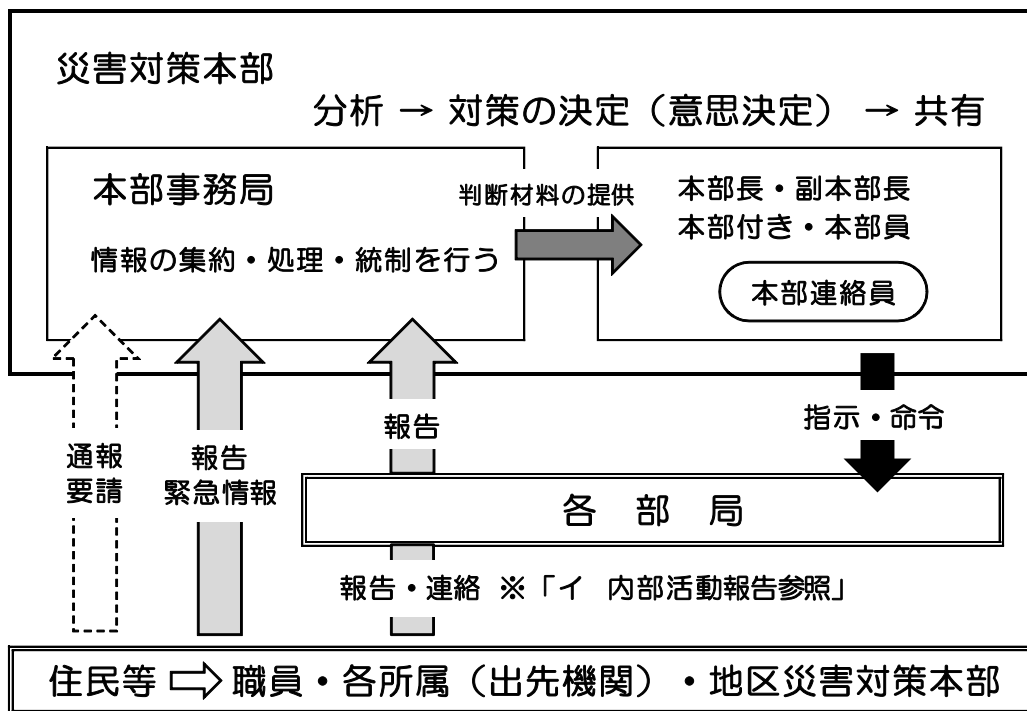 災害対策本部
分析 → 対策の決定（意思決定） → 共有
本部事務局
情報の集約・処理・統制を行う
判断材料の提供
本部長・副本部長
本部付き・本部員
本部連絡員
指示・命令
通報
要請
報告
緊急情報
報告
各 部 局
報告・連絡 ※「イ 内部活動報告参照」
住民等 ⇨ 職員・各所属（出先機関）・地区災害対策本部